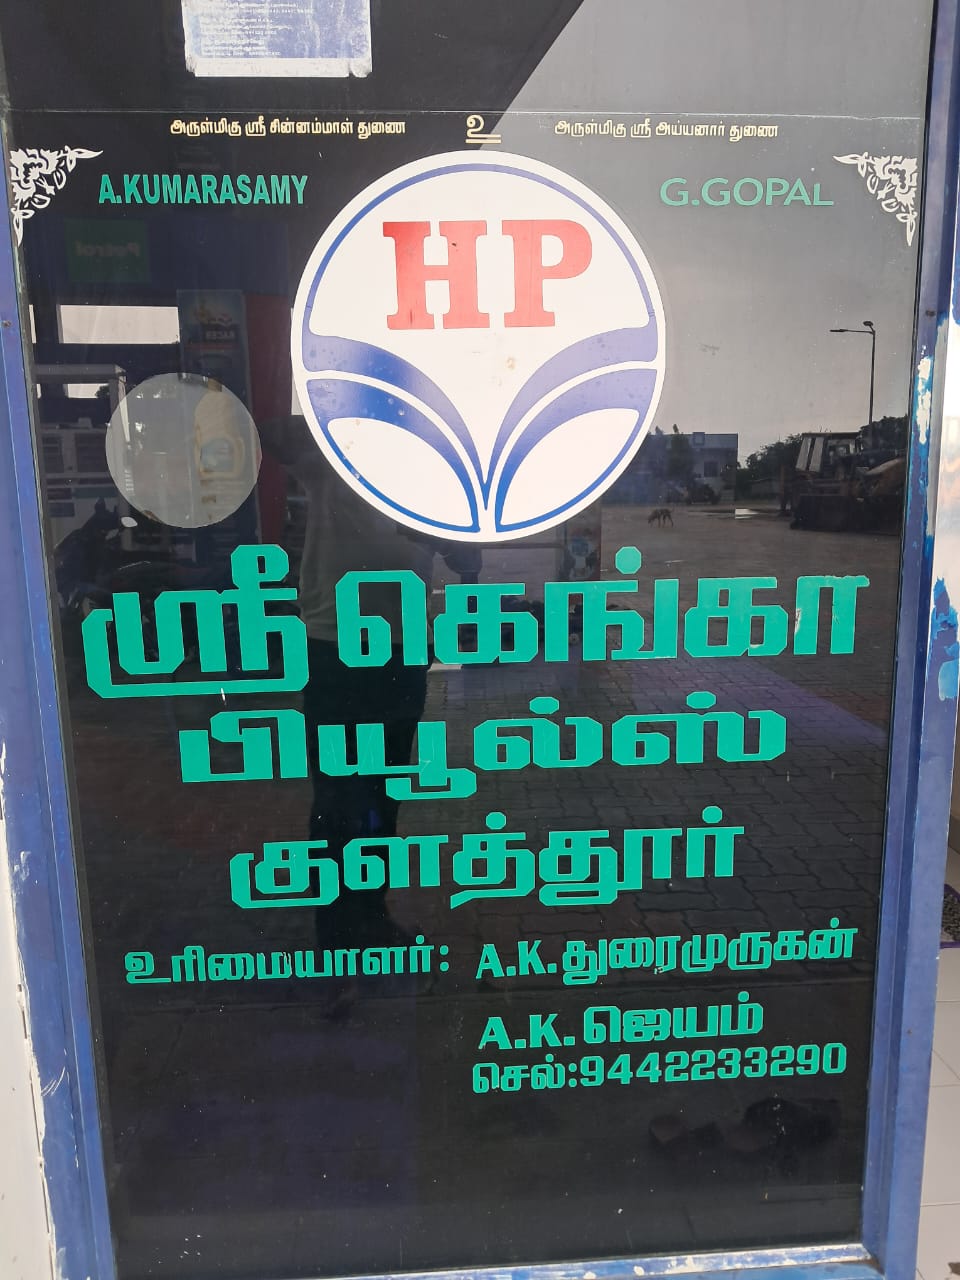 அருள்மிகு ஸ்ரீ சின்னம்மாள் துணை
உ
அருள்மிகு ஸ்ரீ அய்யனார் துணை
A.KUMARASAMY
G.GOPAL
HP
ஸ்ரீ கெங்கா
பியூல்ஸ்
குளத்தூர்
உரிமையாளர்: A.K.துரைமுருகன்
A.K.ஜெயம்
செல்:9442233290